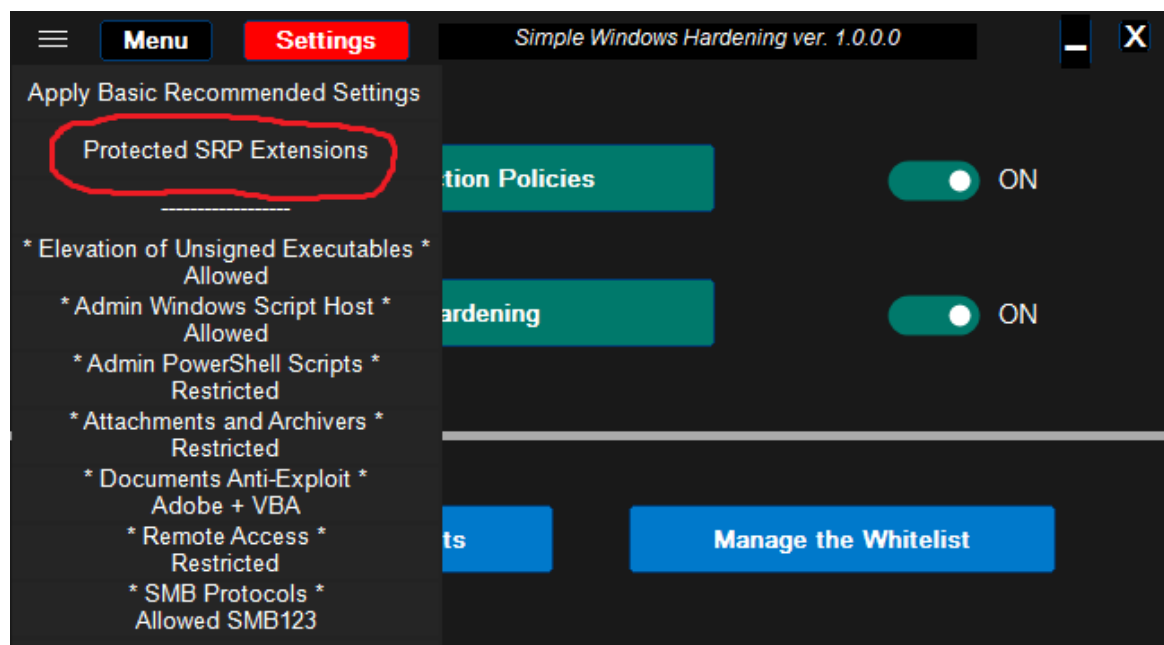 Menu Settings Simple Windows Hardening ver. 1.0.0.0 X
Apply Basic Recommended Settings
Protected SRP Extensions
tion Policies ON
------------------
* Elevation of Unsigned Executables *
Allowed
* Admin Windows Script Host *
Allowed
ardening ON
* Admin PowerShell Scripts *
Restricted
* Attachments and Archivers *
Restricted
* Documents Anti-Exploit *
Adobe + VBA
* Remote Access *
Restricted
ts Manage the Whitelist
* SMB Protocols *
Allowed SMB123